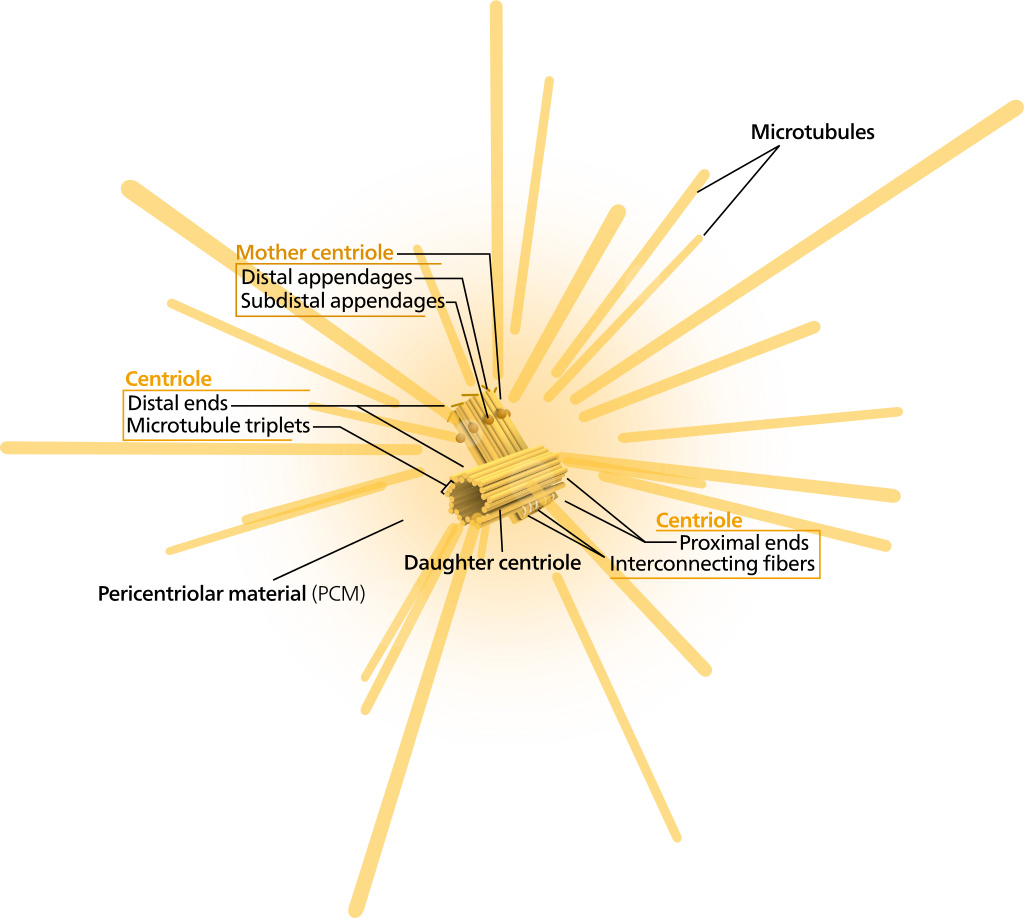 Microtubules
Mother centriole
Distal appendages
Subdistal appendages
Centriole
Distal ends
Microtubule triplets
Centriole
Proximal ends
Interconnecting fibers
Daughter centriole
Pericentriolar material (PCM)